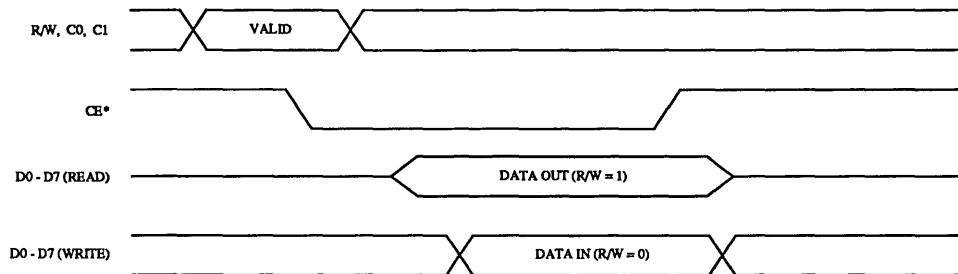 R/W, C0, C1 VALID
CE*
D0 - D7 (READ) DATA OUT (R/W = 1)
D0 - D7 (WRITE) DATA IN (R/W = 0)